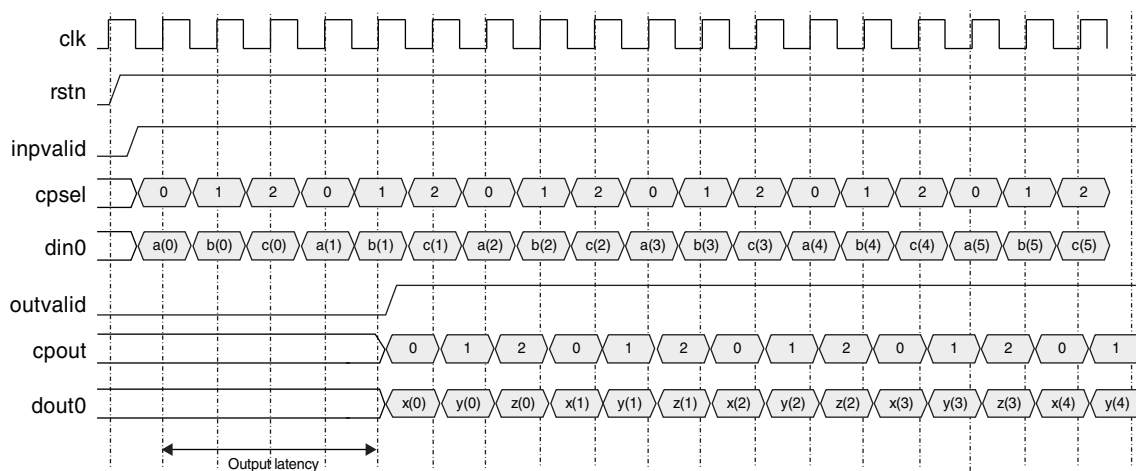 clk
rstn
inpvalid
cpsel 0 1 2 0 1 2 0 1 2 0 1 2 0 1 2 0 1 2
din0 a(0) b(0) c(0) a(1) b(1) c(1) a(2) b(2) c(2) a(3) b(3) c(3) a(4) b(4) c(4) a(5) b(5) c(5)
outvalid
cpout 0 1 2 0 1 2 0 1 2 0 1 2 0 1
dout0 x(0) y(0) z(0) x(1) y(1) z(1) x(2) y(2) z(2) x(3) y(3) z(3) x(4) y(4)
Output latency